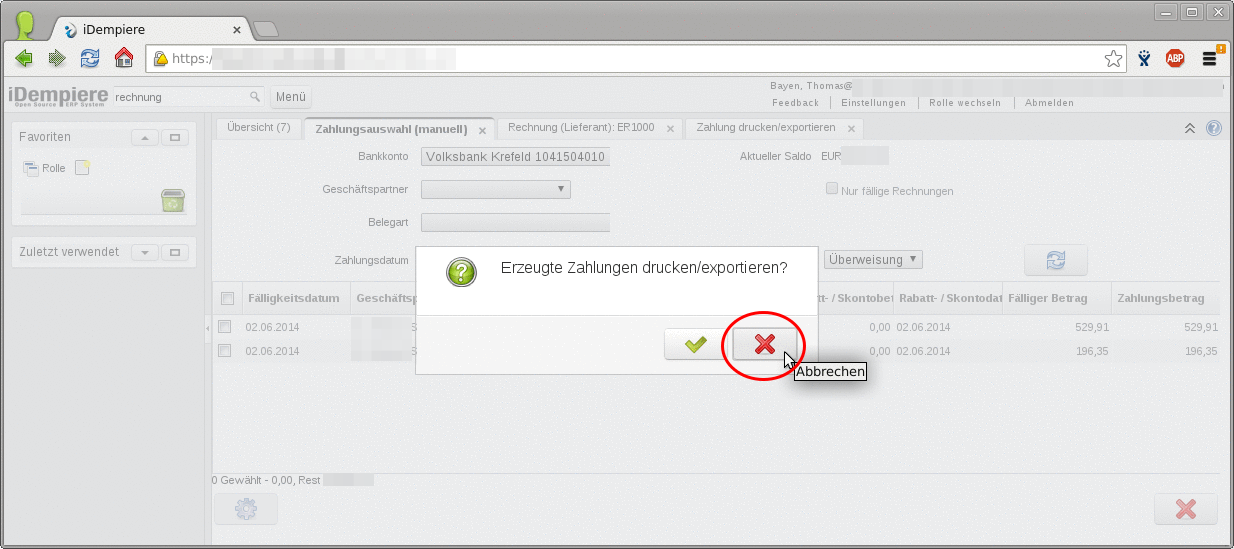 iDempiere
https:/
ABP
iDempiere
Open Source ERP System
rechnung
Menü
Bayen, Thomas@
Feedback
Einstellungen
Rolle wechseln
Abmelden
Favoriten
Rolle
Zuletzt verwendet
Übersicht (7)
Zahlungsauswahl (manuell)
Rechnung (Lieferant): ER1000
Zahlung drucken/exportieren
Bankkonto
Volksbank Krefeld 1041504010
Aktueller Saldo
EUR
Geschäftspartner
Nur fällige Rechnungen
Belegart
Zahlungsdatum
Überweisung
Erzeugte Zahlungen drucken/exportieren?
Abbrechen
Fälligkeitsdatum
Geschäftsp
t- / Skontobet
Rabatt- / Skontodat
Fälliger Betrag
Zahlungsbetrag
02.06.2014
0,00
02.06.2014
529,91
529,91
02.06.2014
0,00
02.06.2014
196,35
196,35
0 Gewählt - 0,00, Rest